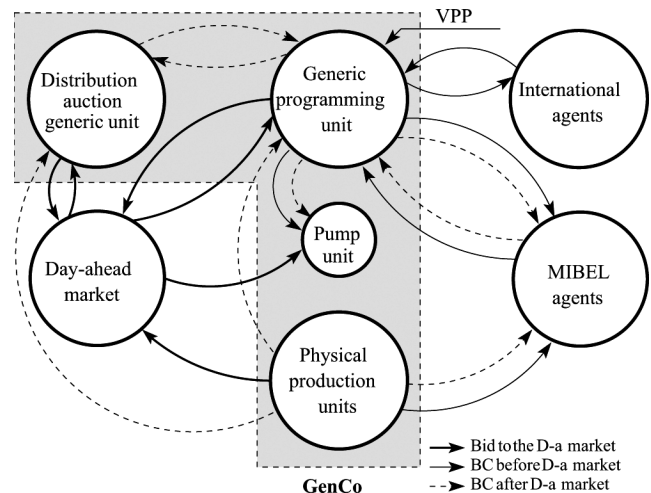 VPP
Distribution
auction
generic unit
Generic
programming
unit
International
agents
Pump
unit
Day-ahead
market
MIBEL
agents
Physical
production
units
Bid to the D-a market
BC before D-a market
BC after D-a market
GenCo